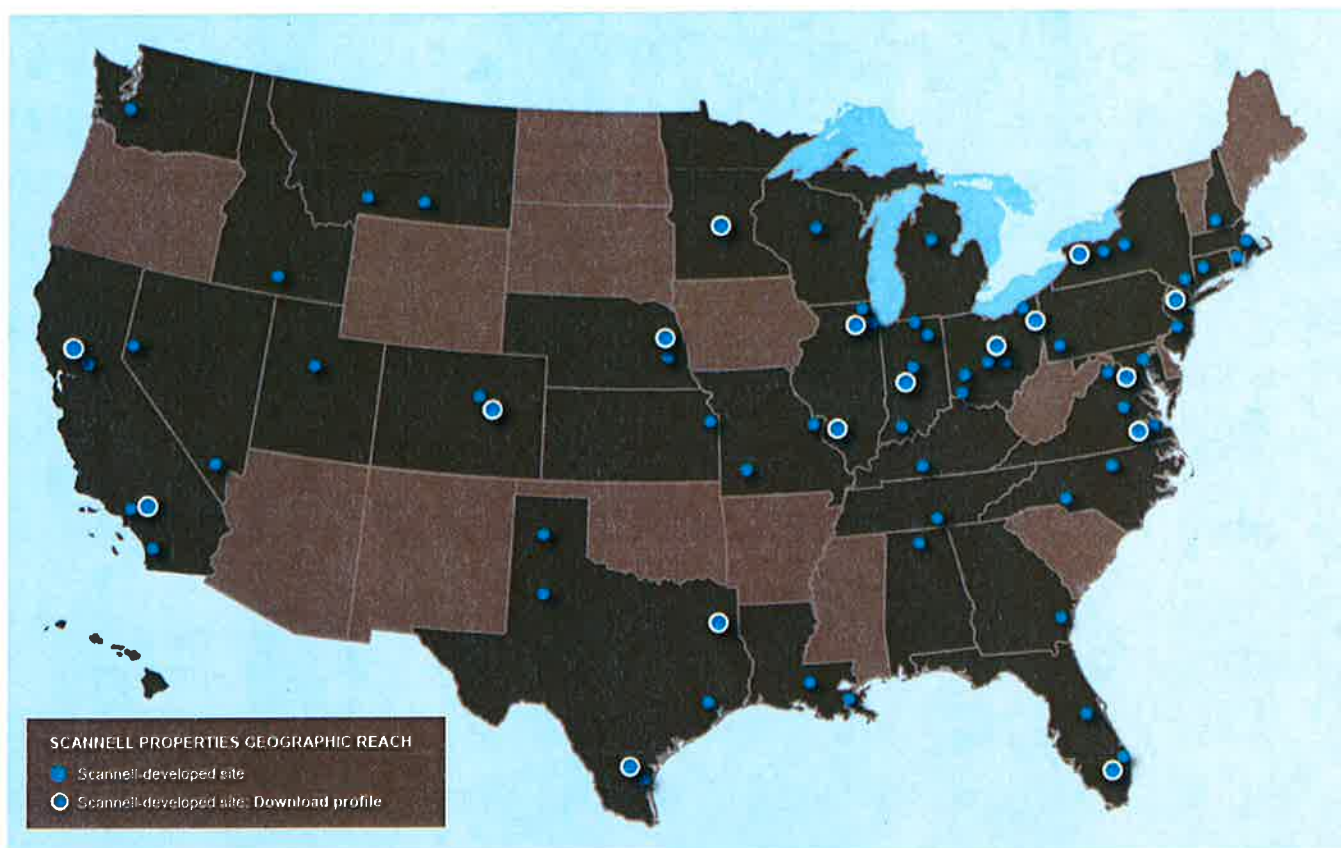 SCANNELL PROPERTIES GEOGRAPHIC REACH
Scannell-developed site
Scannell-developed site: Download profile